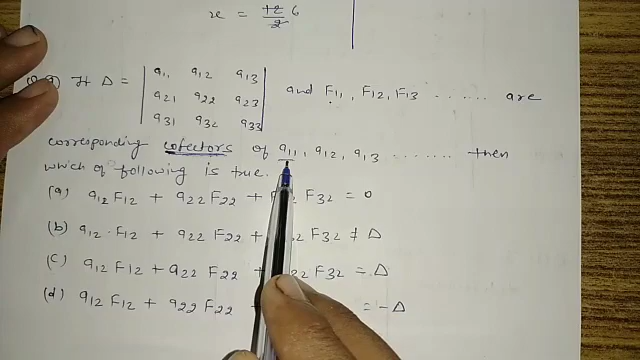 x = 12/2 6
If Δ = | a11 a12 a13 | and F11, F12, F13 ....... are
| a21 a22 a23 |
| a31 a32 a33 |
corresponding cofectors of a11, a12, a13 ........ then
which of following is true.
(a) a12 F12 + a22 F22 + F32 = 0
(b) a12 . F12 + a22 F22 + F32 ≠ Δ
(c) a12 F12 + a22 F22 + F32 = Δ
(d) a12 F12 + a22 F22 = -Δ